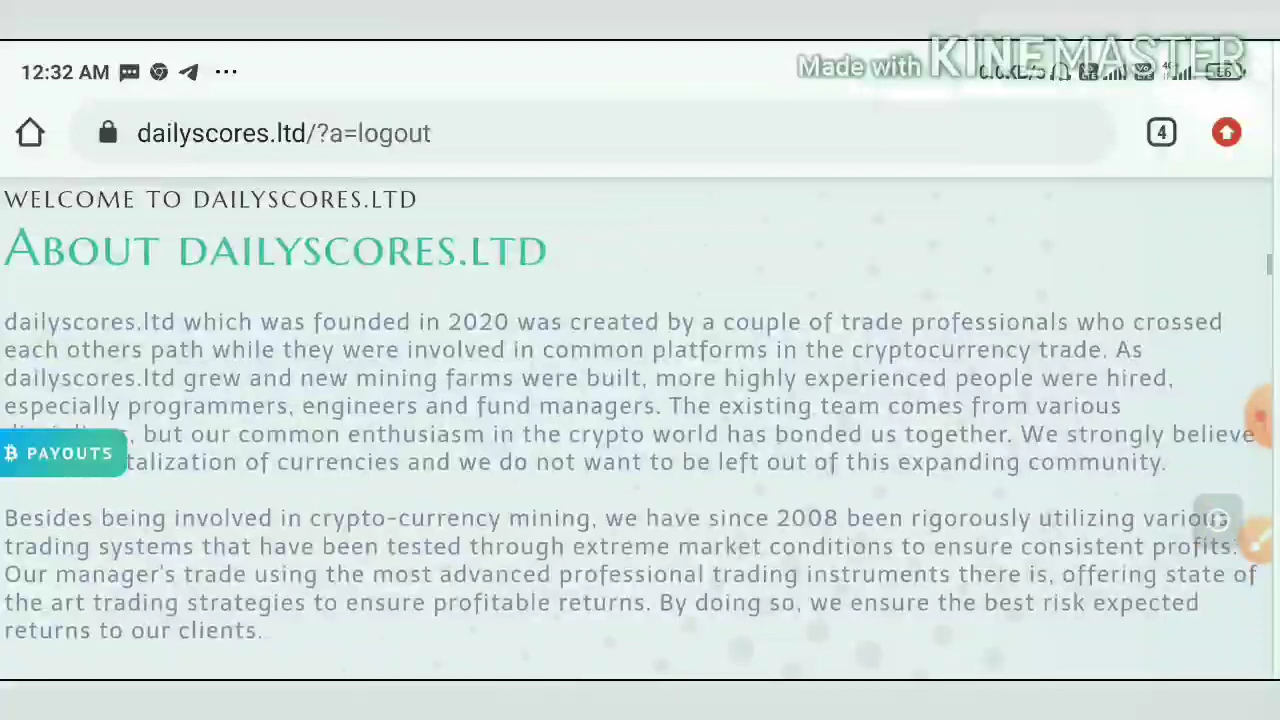 Made with KINEMASTER
12:32 AM
dailyscores.ltd/?a=logout
4
WELCOME TO DAILYSCORES.LTD
ABOUT DAILYSCORES.LTD
dailyscores.ltd which was founded in 2020 was created by a couple of trade professionals who crossed
each others path while they were involved in common platforms in the cryptocurrency trade. As
dailyscores.ltd grew and new mining farms were built, more highly experienced people were hired,
especially programmers, engineers and fund managers. The existing team comes from various
, but our common enthusiasm in the crypto world has bonded us together. We strongly believe
PAYOUTS
talization of currencies and we do not want to be left out of this expanding community.
Besides being involved in crypto-currency mining, we have since 2008 been rigorously utilizing various
trading systems that have been tested through extreme market conditions to ensure consistent profits.
Our manager's trade using the most advanced professional trading instruments there is, offering state of
the art trading strategies to ensure profitable returns. By doing so, we ensure the best risk expected
returns to our clients.